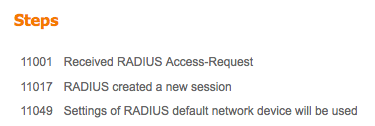 Steps
11001 Received RADIUS Access-Request
11017 RADIUS created a new session
11049 Settings of RADIUS default network device will be used